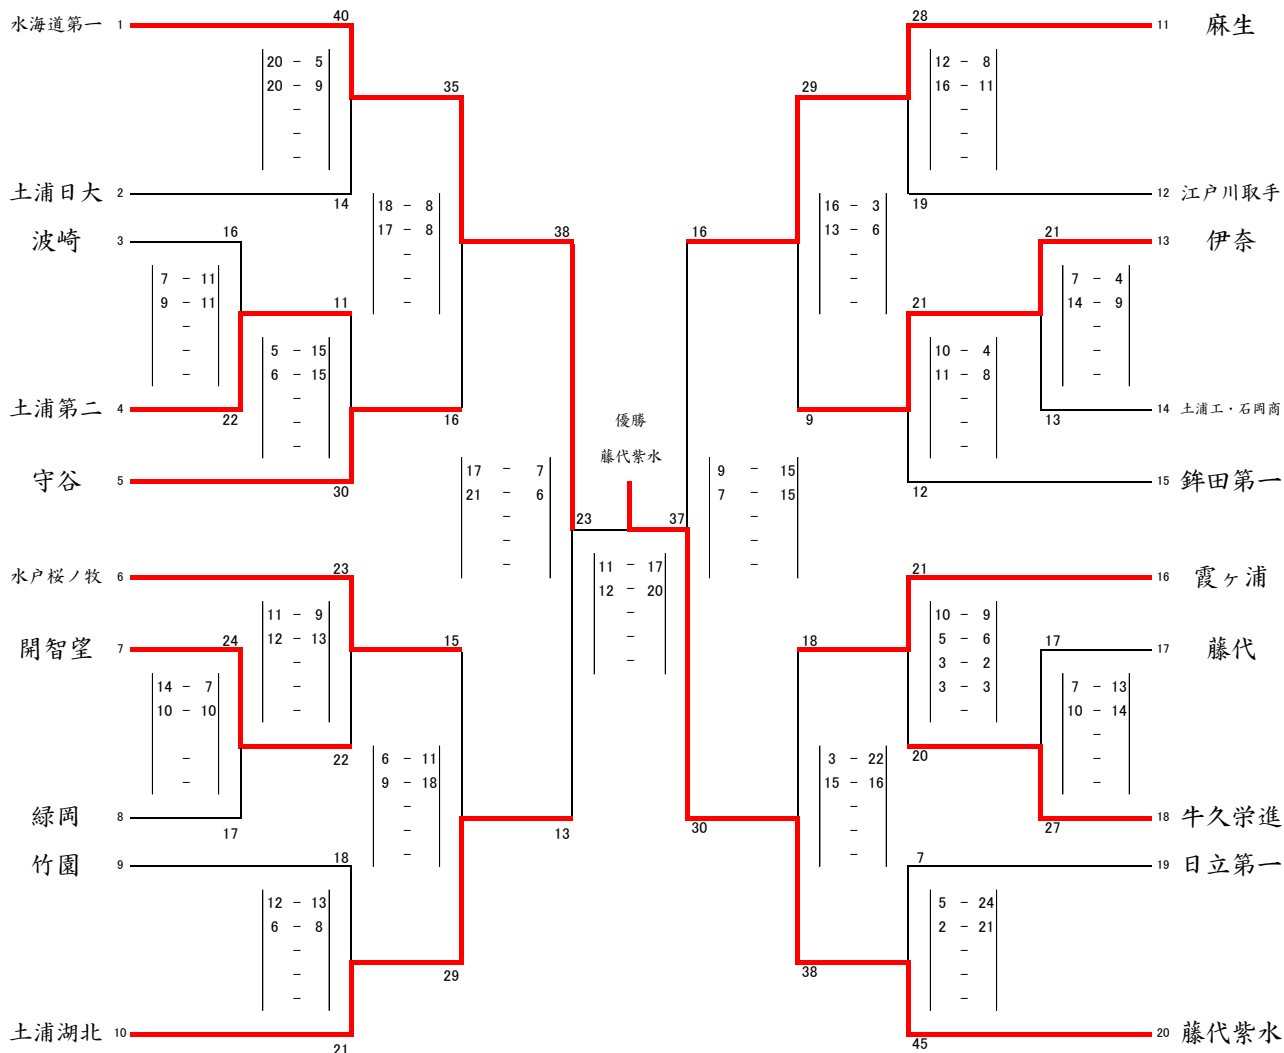 40
28
水海道第一 1
11 麻生
20 - 5
12 - 8
20 - 9
35
29
16 - 11
-
-
-
-
-
-
土浦日大 2
14
18 - 8
16 - 3
19
12 江戸川取手
波崎 3
16
17 - 8
38
16
13 - 6
21
13 伊奈
-
-
-
-
-
-
7 - 11
7 - 4
9 - 11
11
21
14 - 9
-
-
-
-
-
-
5 - 15
10 - 4
6 - 15
11 - 8
-
-
-
-
-
-
土浦第二 4
22
16
9
13
14 土浦工・石岡商
優勝
藤代紫水
守谷 5
30
17 - 7
9 - 15
12
15 鉾田第一
21 - 6
7 - 15
-
-
-
-
-
-
23
37
11 - 17
12 - 20
-
-
-
水戸桜ノ牧 6
23
21
16 霞ヶ浦
11 - 9
10 - 9
12 - 13
5 - 6
-
3 - 2
-
3 - 3
-
-
開智望 7
24
15
18
17
17 藤代
14 - 7
7 - 13
10 - 10
10 - 14
-
-
-
-
-
22
20
6 - 11
3 - 22
9 - 18
15 - 16
-
-
-
-
-
-
緑岡 8
17
13
30
27
18 牛久栄進
竹園 9
18
7
19 日立第一
12 - 13
5 - 24
6 - 8
2 - 21
-
-
-
-
-
-
29
38
土浦湖北 10
21
45
20 藤代紫水